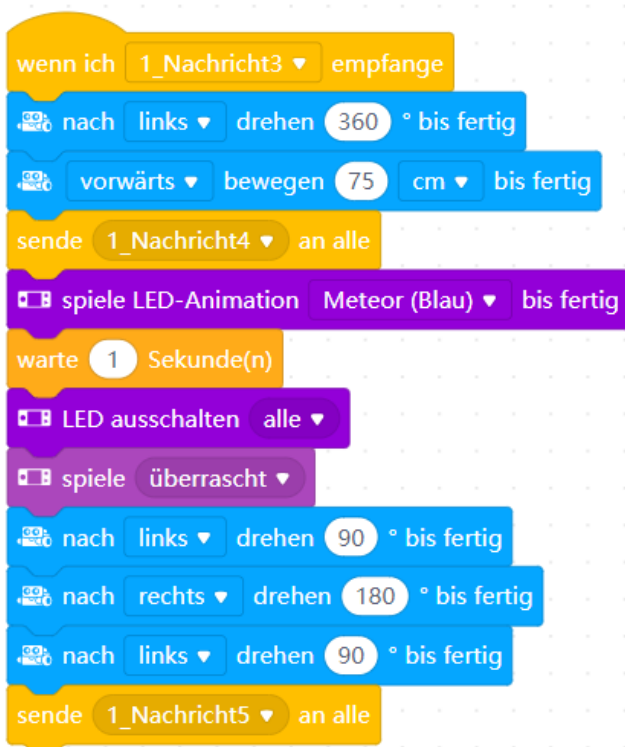 wenn ich 1_Nachricht3 empfange
nach links drehen 360 ° bis fertig
vorwärts bewegen 75 cm bis fertig
sende 1_Nachricht4 an alle
spiele LED-Animation Meteor (Blau) bis fertig
warte 1 Sekunde(n)
LED ausschalten alle
spiele überrascht
nach links drehen 90 ° bis fertig
nach rechts drehen 180 ° bis fertig
nach links drehen 90 ° bis fertig
sende 1_Nachricht5 an alle